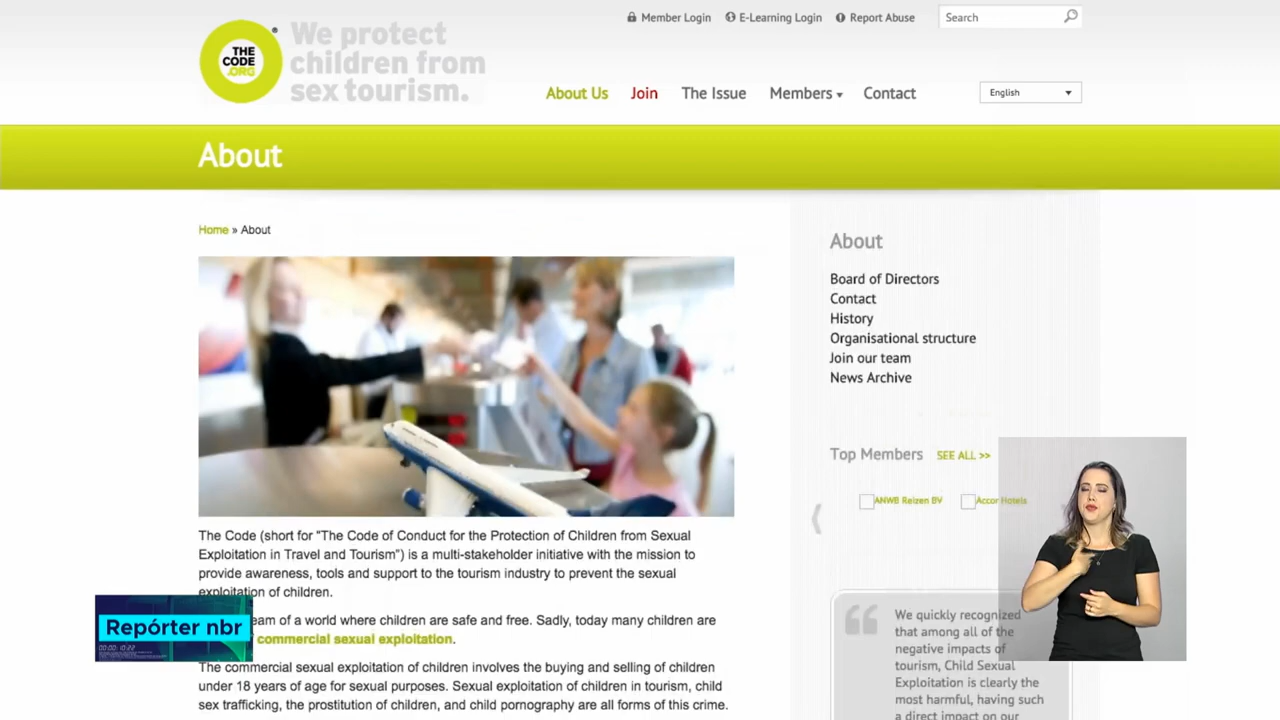 Member Login
E-Learning Login
Report Abuse
Search
THE
CODE
.ORG
®
We protect
children from
sex tourism.
About Us
Join
The Issue
Members
Contact
English
About
Home » About
The Code (short for "The Code of Conduct for the Protection of Children from Sexual
Exploitation in Travel and Tourism") is a multi-stakeholder initiative with the mission to
provide awareness, tools and support to the tourism industry to prevent the sexual
exploitation of children.
eam of a world where children are safe and free. Sadly, today many children are
commercial sexual exploitation.
The commercial sexual exploitation of children involves the buying and selling of children
under 18 years of age for sexual purposes. Sexual exploitation of children in tourism, child
sex trafficking, the prostitution of children, and child pornography are all forms of this crime.
About
Board of Directors
Contact
History
Organisational structure
Join our team
News Archive
Top Members
SEE ALL >>
ANWB Reizen BV
Accor Hotels
We quickly recognized
that among all of the
negative impacts of
tourism, Child Sexual
Exploitation is clearly the
most harmful, having such
a direct impact on our
Repórter nbr